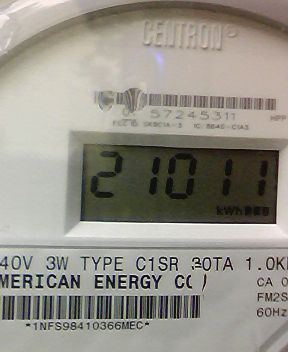 CENTRON®
57245311
HPP
21011
kWh
40V 3W TYPE C1SR 30TA 1.0K
MERICAN ENERGY CO
CA 0
FM2S
60Hz
*1NFS98410366MEC*